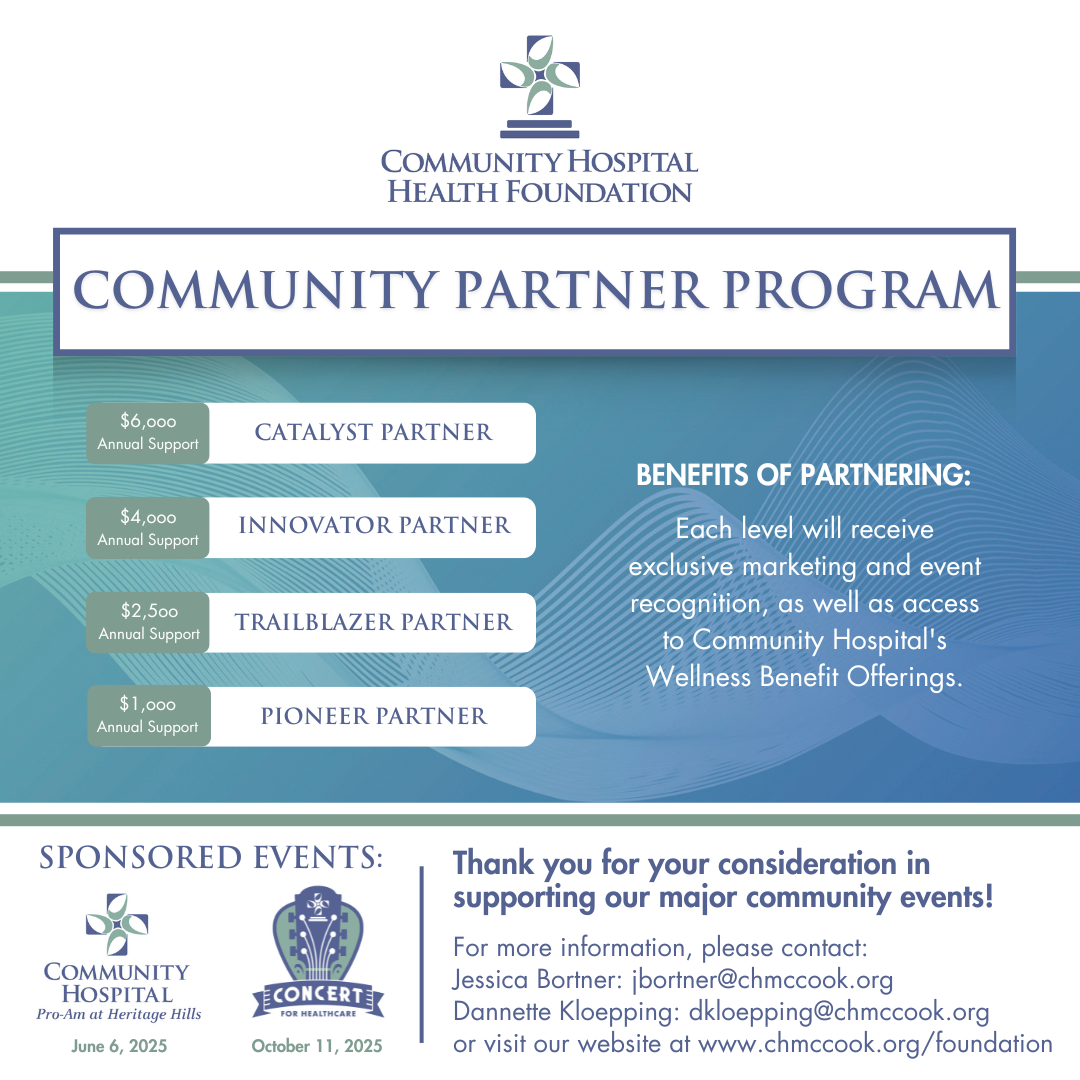 COMMUNITY HOSPITAL
HEALTH FOUNDATION
COMMUNITY PARTNER PROGRAM
$6,000
Annual Support
CATALYST PARTNER
$4,000
Annual Support
INNOVATOR PARTNER
$2,500
Annual Support
TRAILBLAZER PARTNER
$1,000
Annual Support
PIONEER PARTNER
BENEFITS OF PARTNERING:
Each level will receive
exclusive marketing and event
recognition, as well as access
to Community Hospital's
Wellness Benefit Offerings.
SPONSORED EVENTS:
COMMUNITY
HOSPITAL
Pro-Am at Heritage Hills
June 6, 2025
CONCERT
FOR HEALTHCARE
October 11, 2025
Thank you for your consideration in
supporting our major community events!
For more information, please contact:
Jessica Bortner: jbortner@chmccook.org
Dannette Kloepping: dkloepping@chmccook.org
or visit our website at www.chmccook.org/foundation